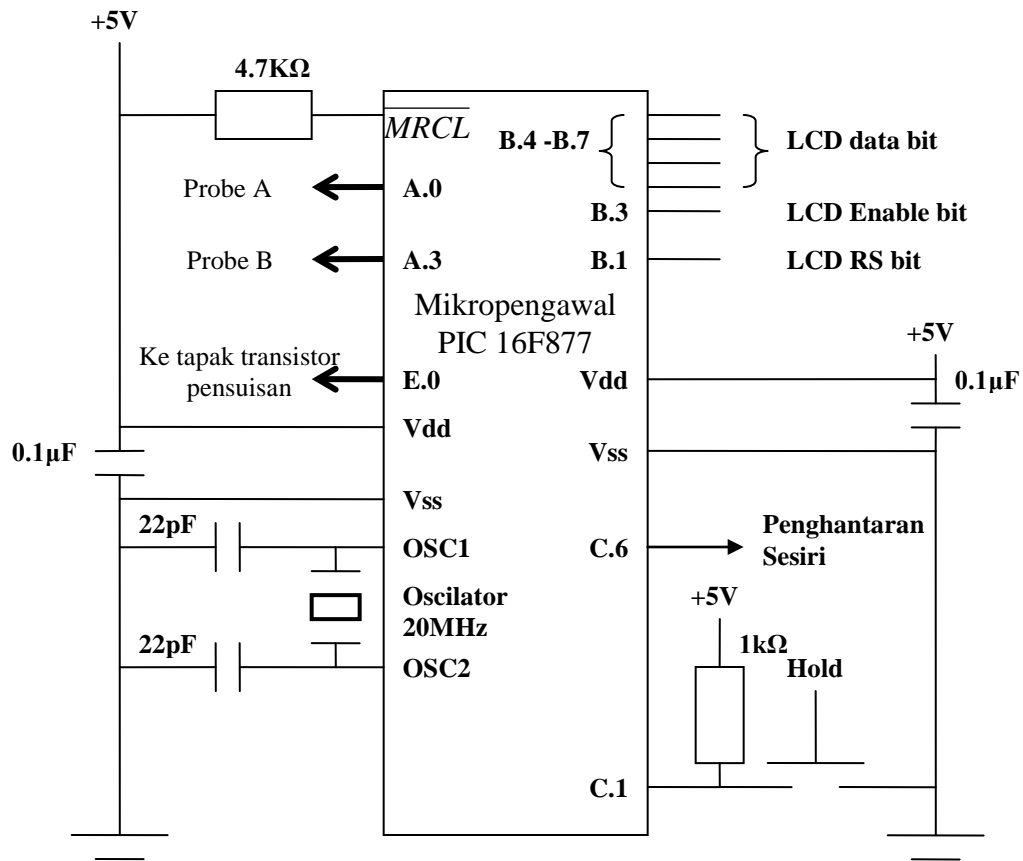 +5V
4.7KΩ
MRCL
B.4 -B.7
LCD data bit
Probe A
A.0
B.3
LCD Enable bit
Probe B
A.3
B.1
LCD RS bit
Mikropengawal
PIC 16F877
Ke tapak transistor
pensuisan
E.0
Vdd
+5V
0.1µF
Vdd
0.1µF
Vss
Vss
22pF
OSC1
C.6
Penghantaran
Sesiri
Oscilator
20MHz
+5V
22pF
OSC2
1kΩ
Hold
C.1